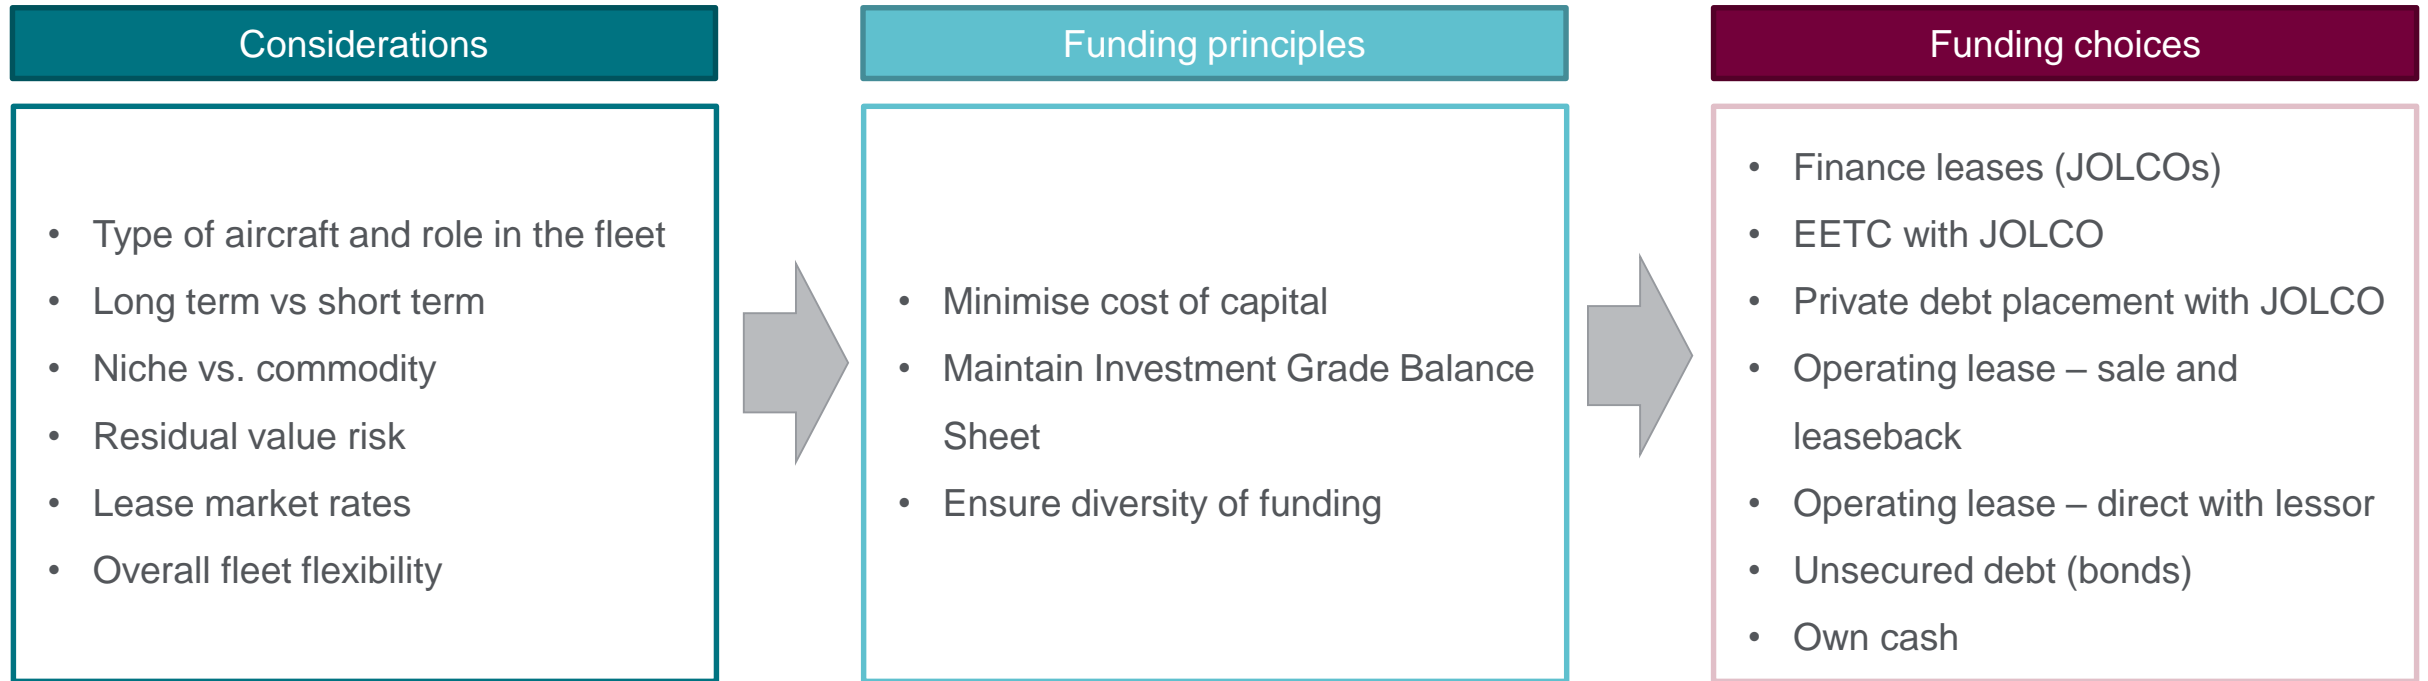 Considerations
• Type of aircraft and role in the fleet
• Long term vs short term
• Niche vs. commodity
• Residual value risk
• Lease market rates
• Overall fleet flexibility
Funding principles
• Minimise cost of capital
• Maintain Investment Grade Balance
Sheet
• Ensure diversity of funding
Funding choices
• Finance leases (JOLCOs)
• EETC with JOLCO
• Private debt placement with JOLCO
• Operating lease – sale and
leaseback
• Operating lease – direct with lessor
• Unsecured debt (bonds)
• Own cash